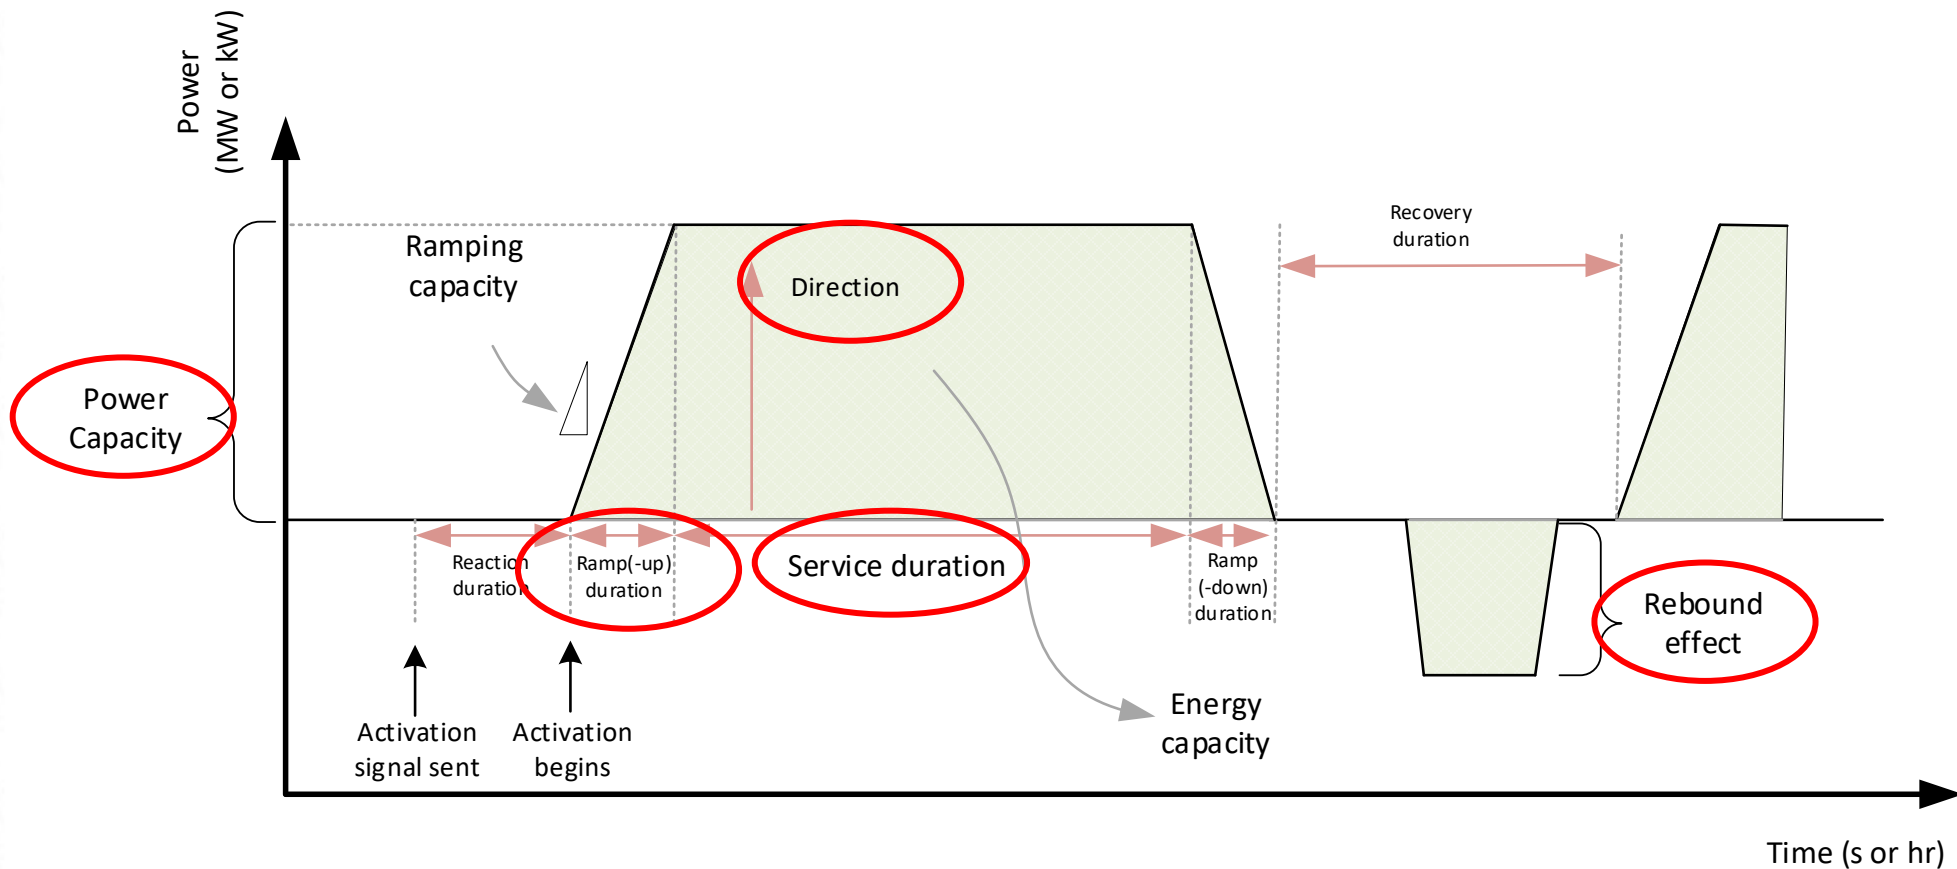 Power
(MW or kW)
Recovery
duration
Ramping
capacity
Direction
Power
Capacity
Reaction
duration
Ramp(-up)
duration
Service duration
Ramp
(-down)
duration
Rebound
effect
Energy
capacity
Activation
signal sent
Activation
begins
Time (s or hr)